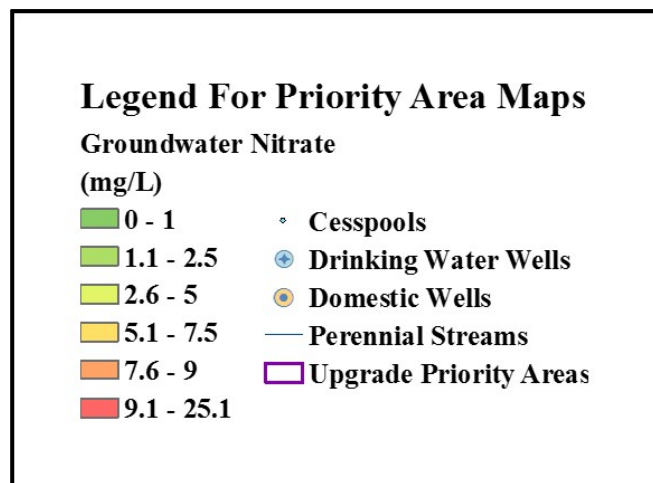 Legend For Priority Area Maps
Groundwater Nitrate
(mg/L)
0 - 1
1.1 - 2.5
2.6 - 5
5.1 - 7.5
7.6 - 9
9.1 - 25.1
Cesspools
Drinking Water Wells
Domestic Wells
Perennial Streams
Upgrade Priority Areas